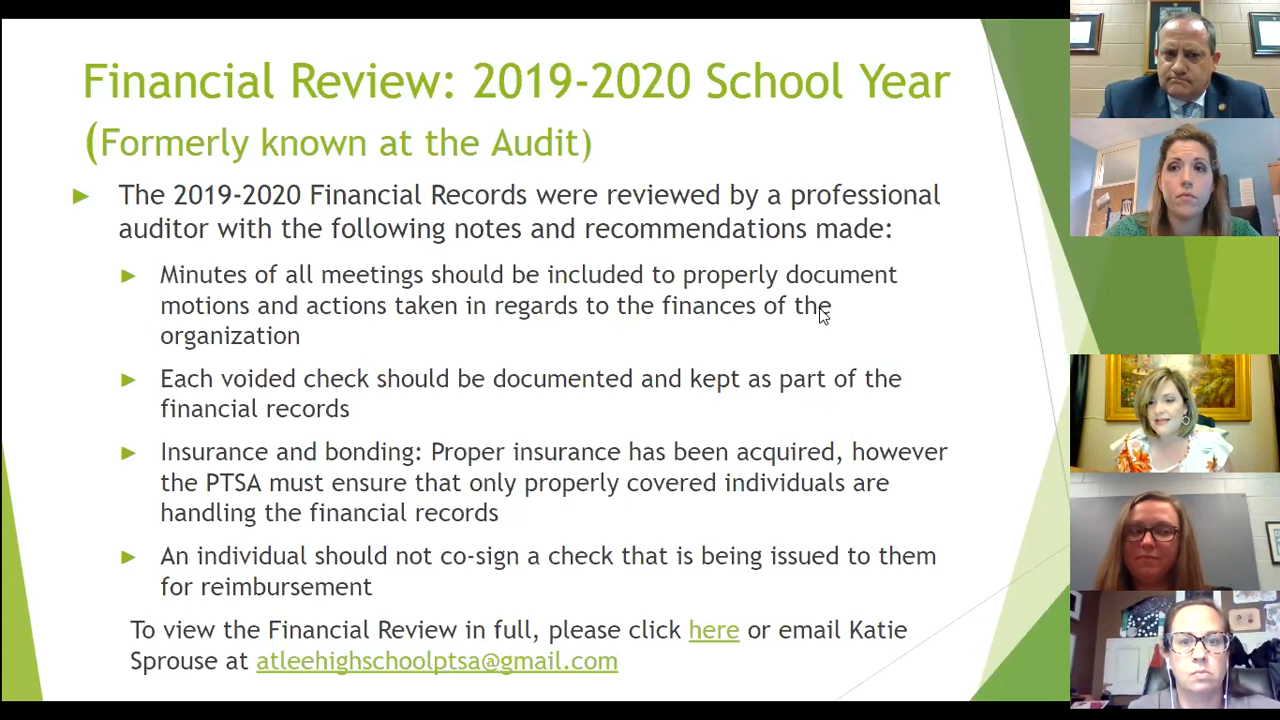 Financial Review: 2019-2020 School Year
(Formerly known at the Audit)
The 2019-2020 Financial Records were reviewed by a professional
auditor with the following notes and recommendations made:
Minutes of all meetings should be included to properly document
motions and actions taken in regards to the finances of the
organization
Each voided check should be documented and kept as part of the
financial records
Insurance and bonding: Proper insurance has been acquired, however
the PTSA must ensure that only properly covered individuals are
handling the financial records
An individual should not co-sign a check that is being issued to them
for reimbursement
To view the Financial Review in full, please click here or email Katie
Sprouse at atleehighschoolptsa@gmail.com